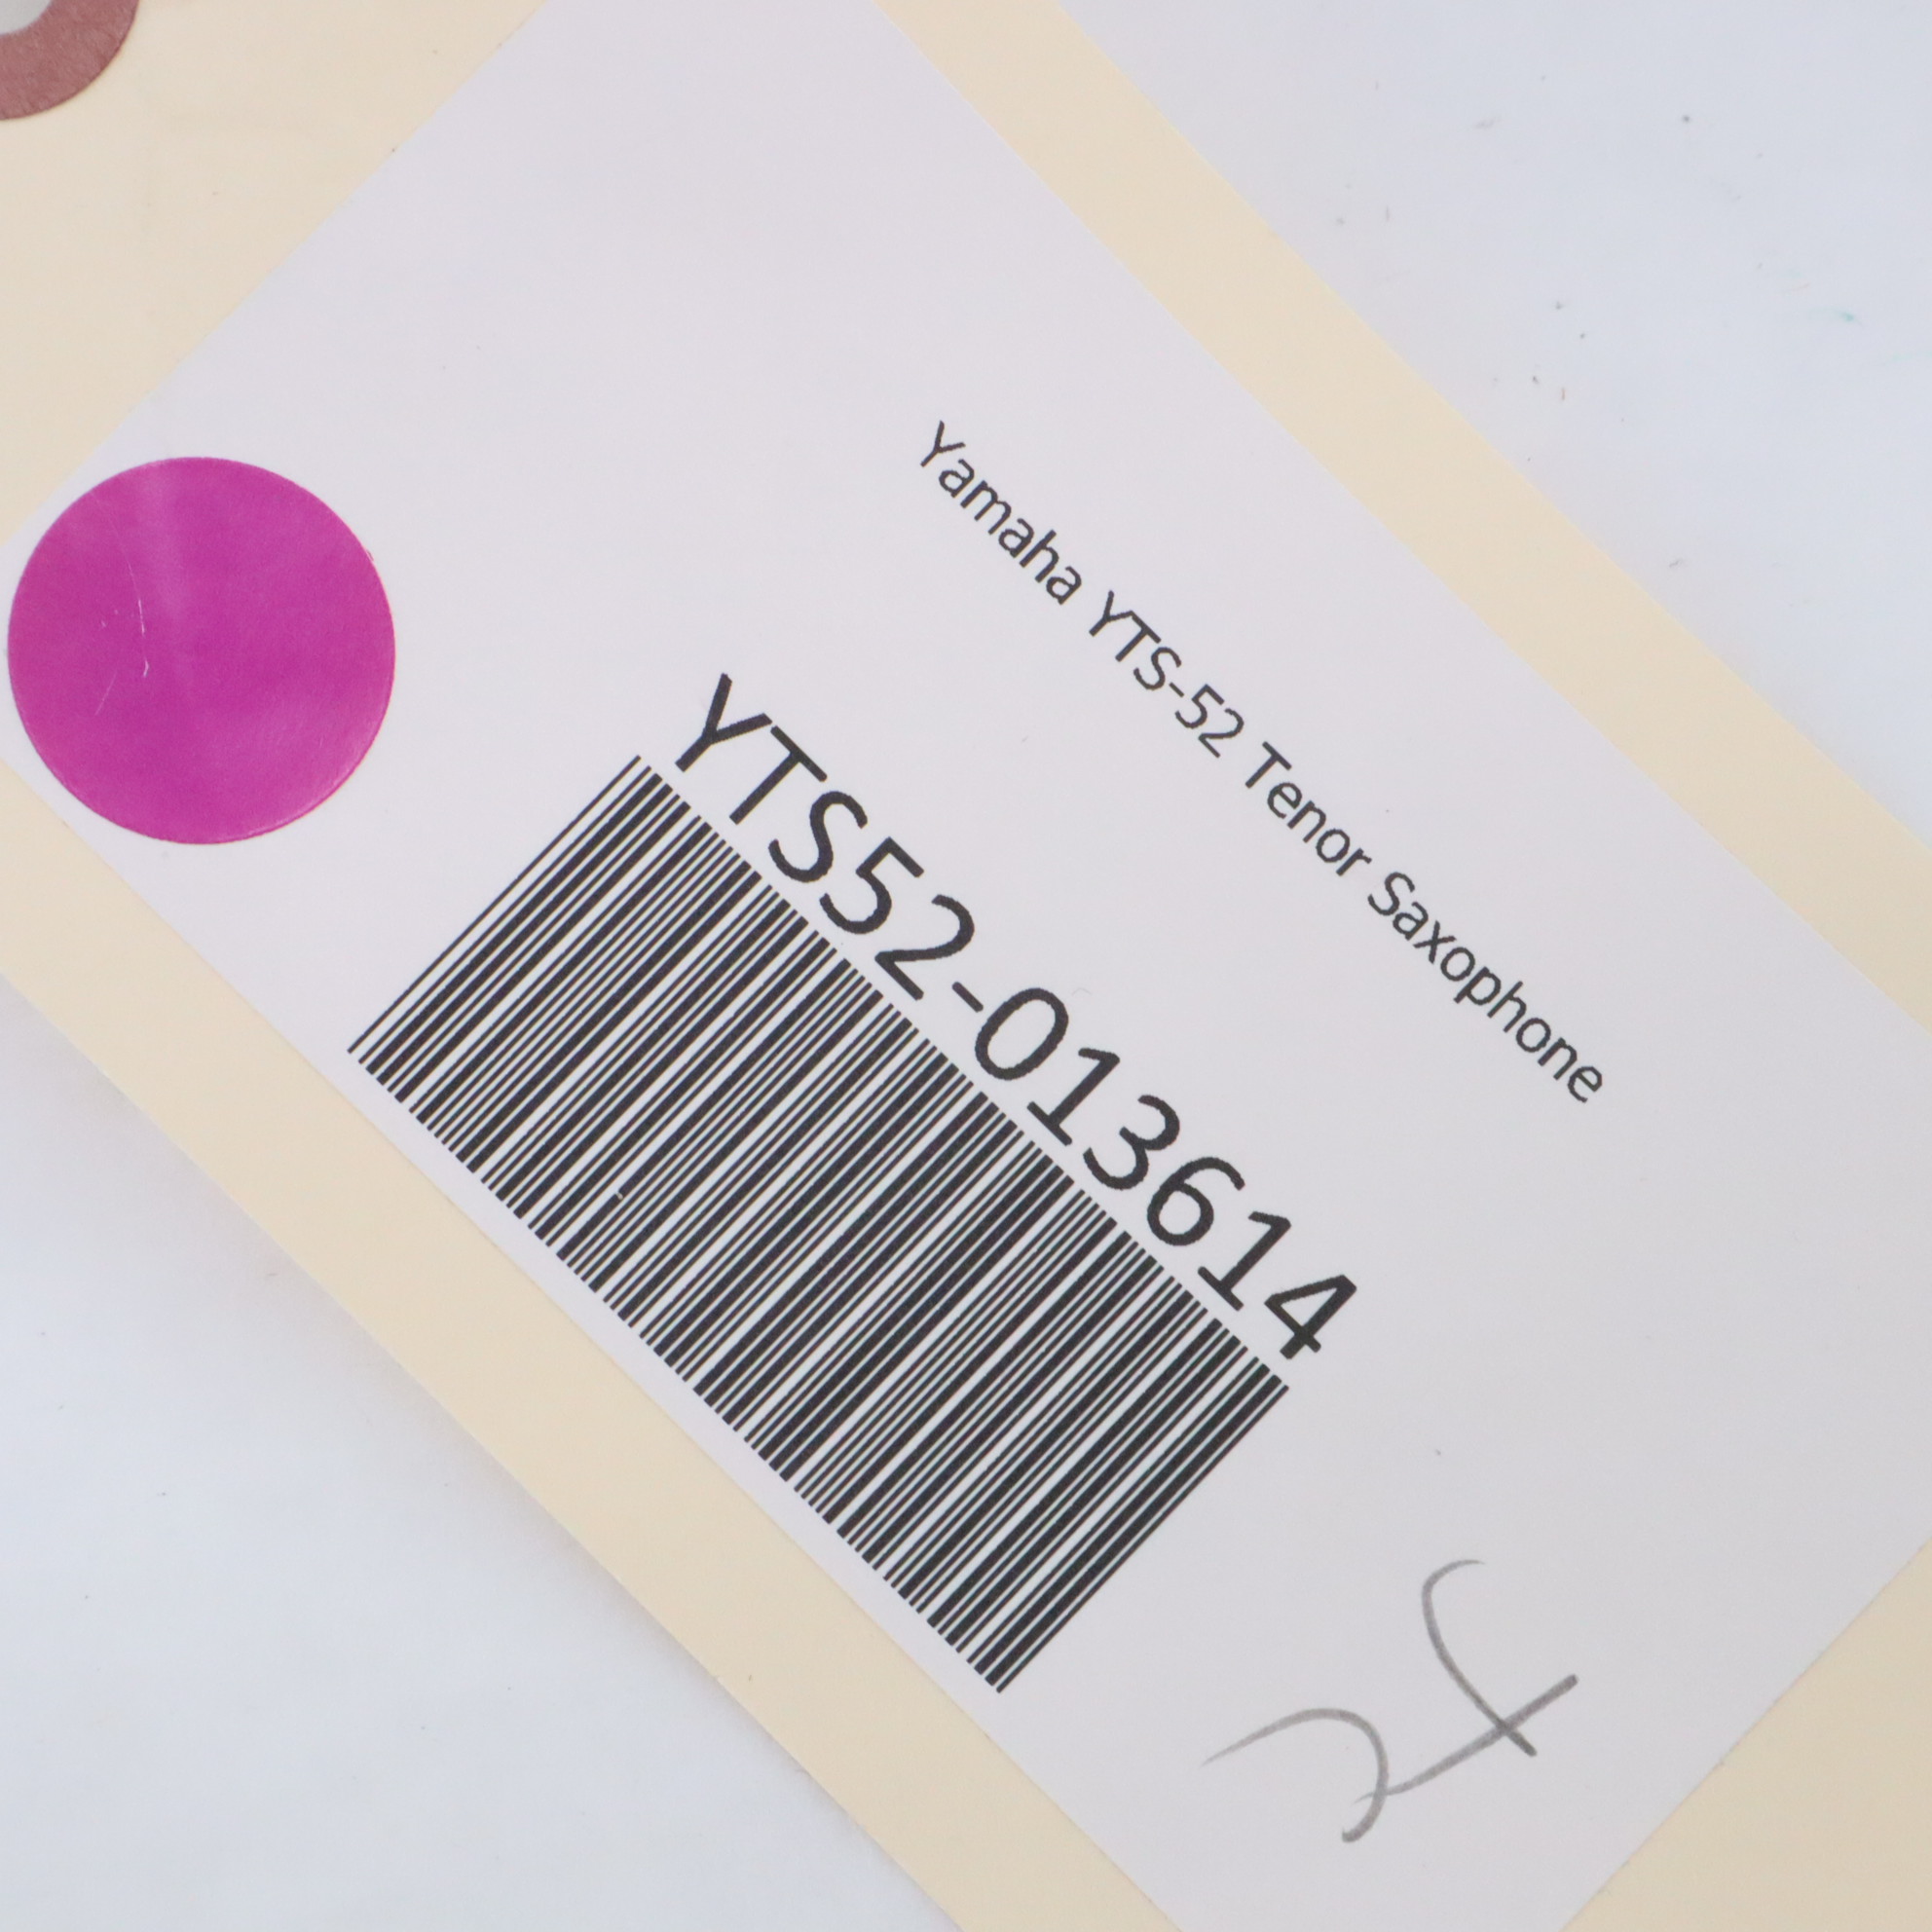 Yamaha YTS-52 Tenor Saxophone
YTS52-013614